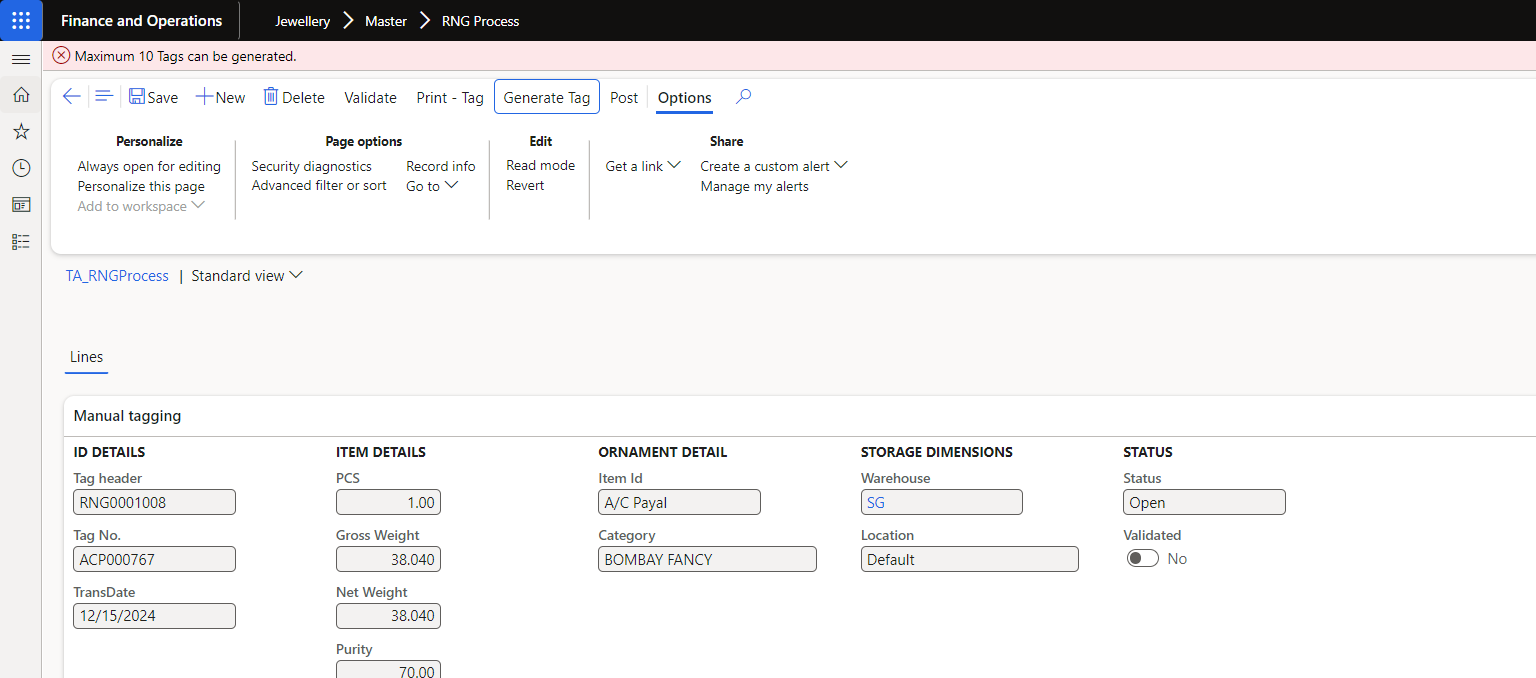 Finance and Operations
Jewellery > Master > RNG Process
Maximum 10 Tags can be generated.
Save New Delete Validate Print - Tag Generate Tag Post Options
Personalize
Always open for editing
Personalize this page
Add to workspace
Page options
Security diagnostics
Advanced filter or sort
Record info
Go to
Edit
Read mode
Revert
Share
Get a link
Create a custom alert
Manage my alerts
TA_RNGProcess | Standard view
Lines
Manual tagging
ID DETAILS
Tag header
RNG0001008
Tag No.
ACP000767
TransDate
12/15/2024
ITEM DETAILS
PCS
1.00
Gross Weight
38.040
Net Weight
38.040
Purity
70.00
ORNAMENT DETAIL
Item Id
A/C Payal
Category
BOMBAY FANCY
STORAGE DIMENSIONS
Warehouse
SG
Location
Default
STATUS
Status
Open
Validated
No